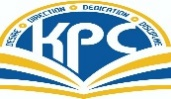 DESIRE • DIRECTION • DEDICATION • DISCIPLINE
KPC